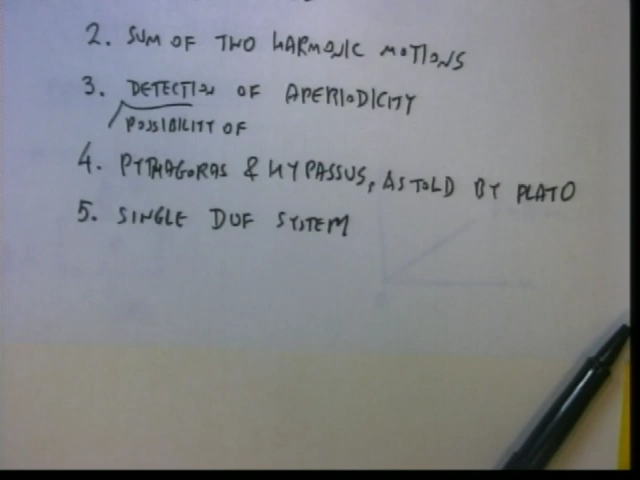 2. SUM OF TWO HARMONIC MOTIONS
3. DETECTION OF APERIODICITY
POSSIBILITY OF
4. PYTHAGORAS & HYPASSUS, AS TOLD BY PLATO
5. SINGLE DOF SYSTEM